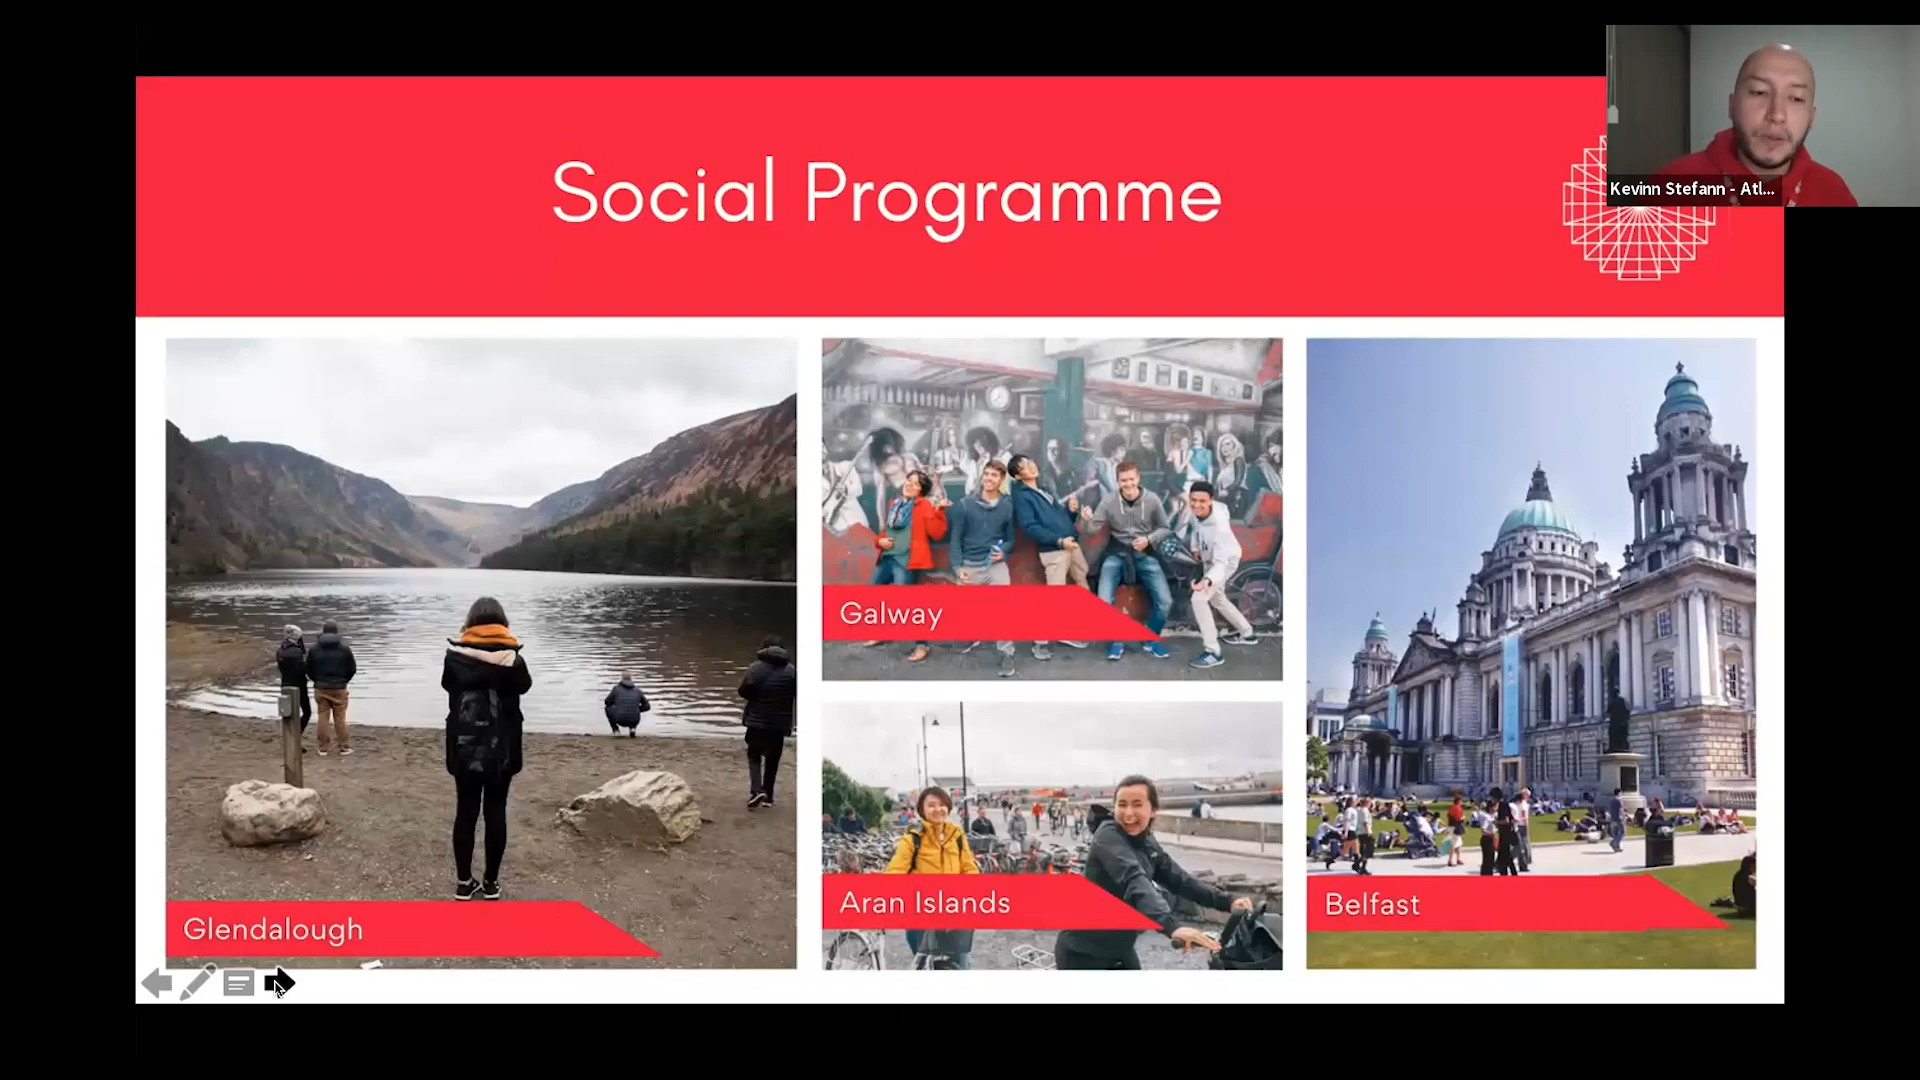 Social Programme
Kevinn Stefann - Atl...
Galway
Aran Islands
Belfast
Glendalough